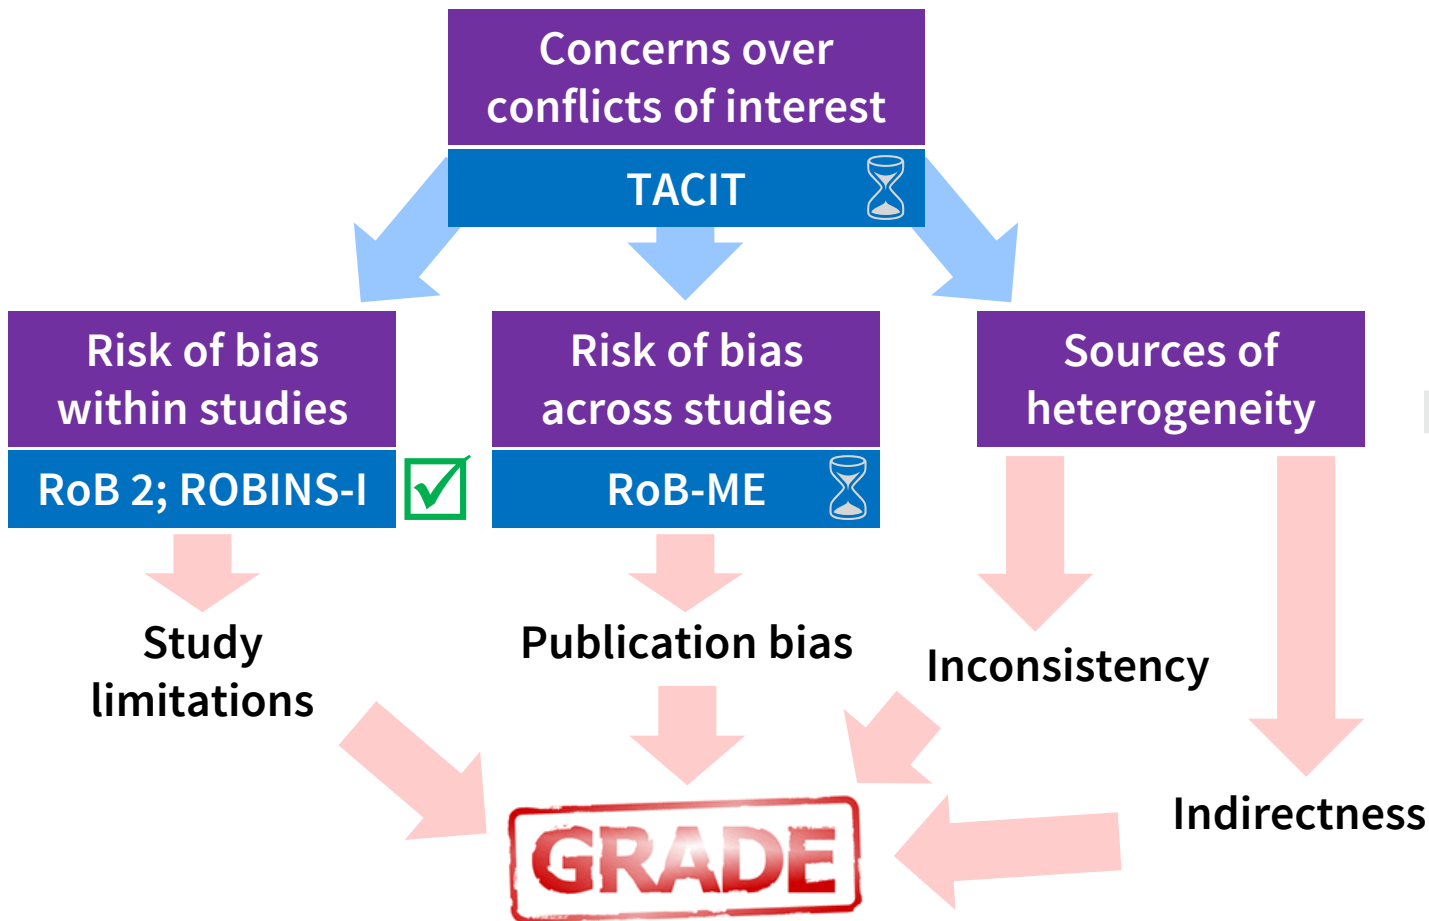 Concerns over
conflicts of interest
TACIT
Risk of bias
within studies
RoB 2; ROBINS-I
Risk of bias
across studies
RoB-ME
Sources of
heterogeneity
Study
limitations
Publication bias
Inconsistency
Indirectness
GRADE